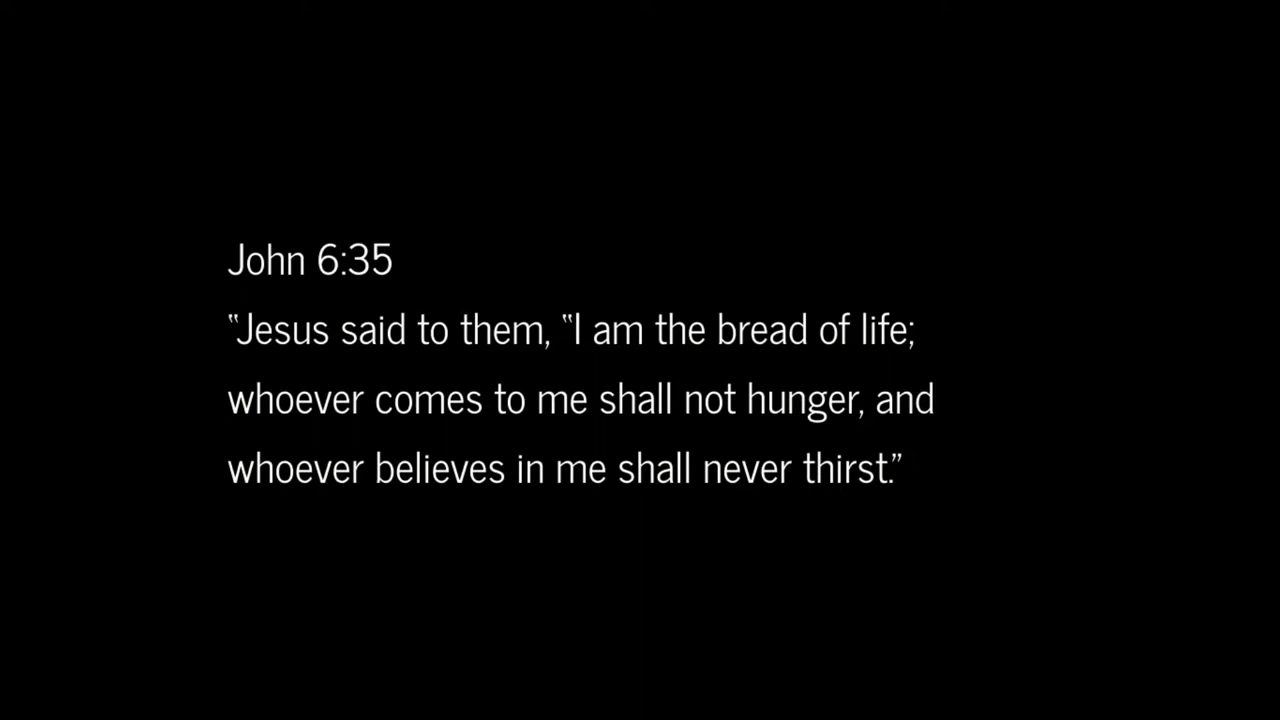 John 6:35
“Jesus said to them, “I am the bread of life;
whoever comes to me shall not hunger, and
whoever believes in me shall never thirst.”